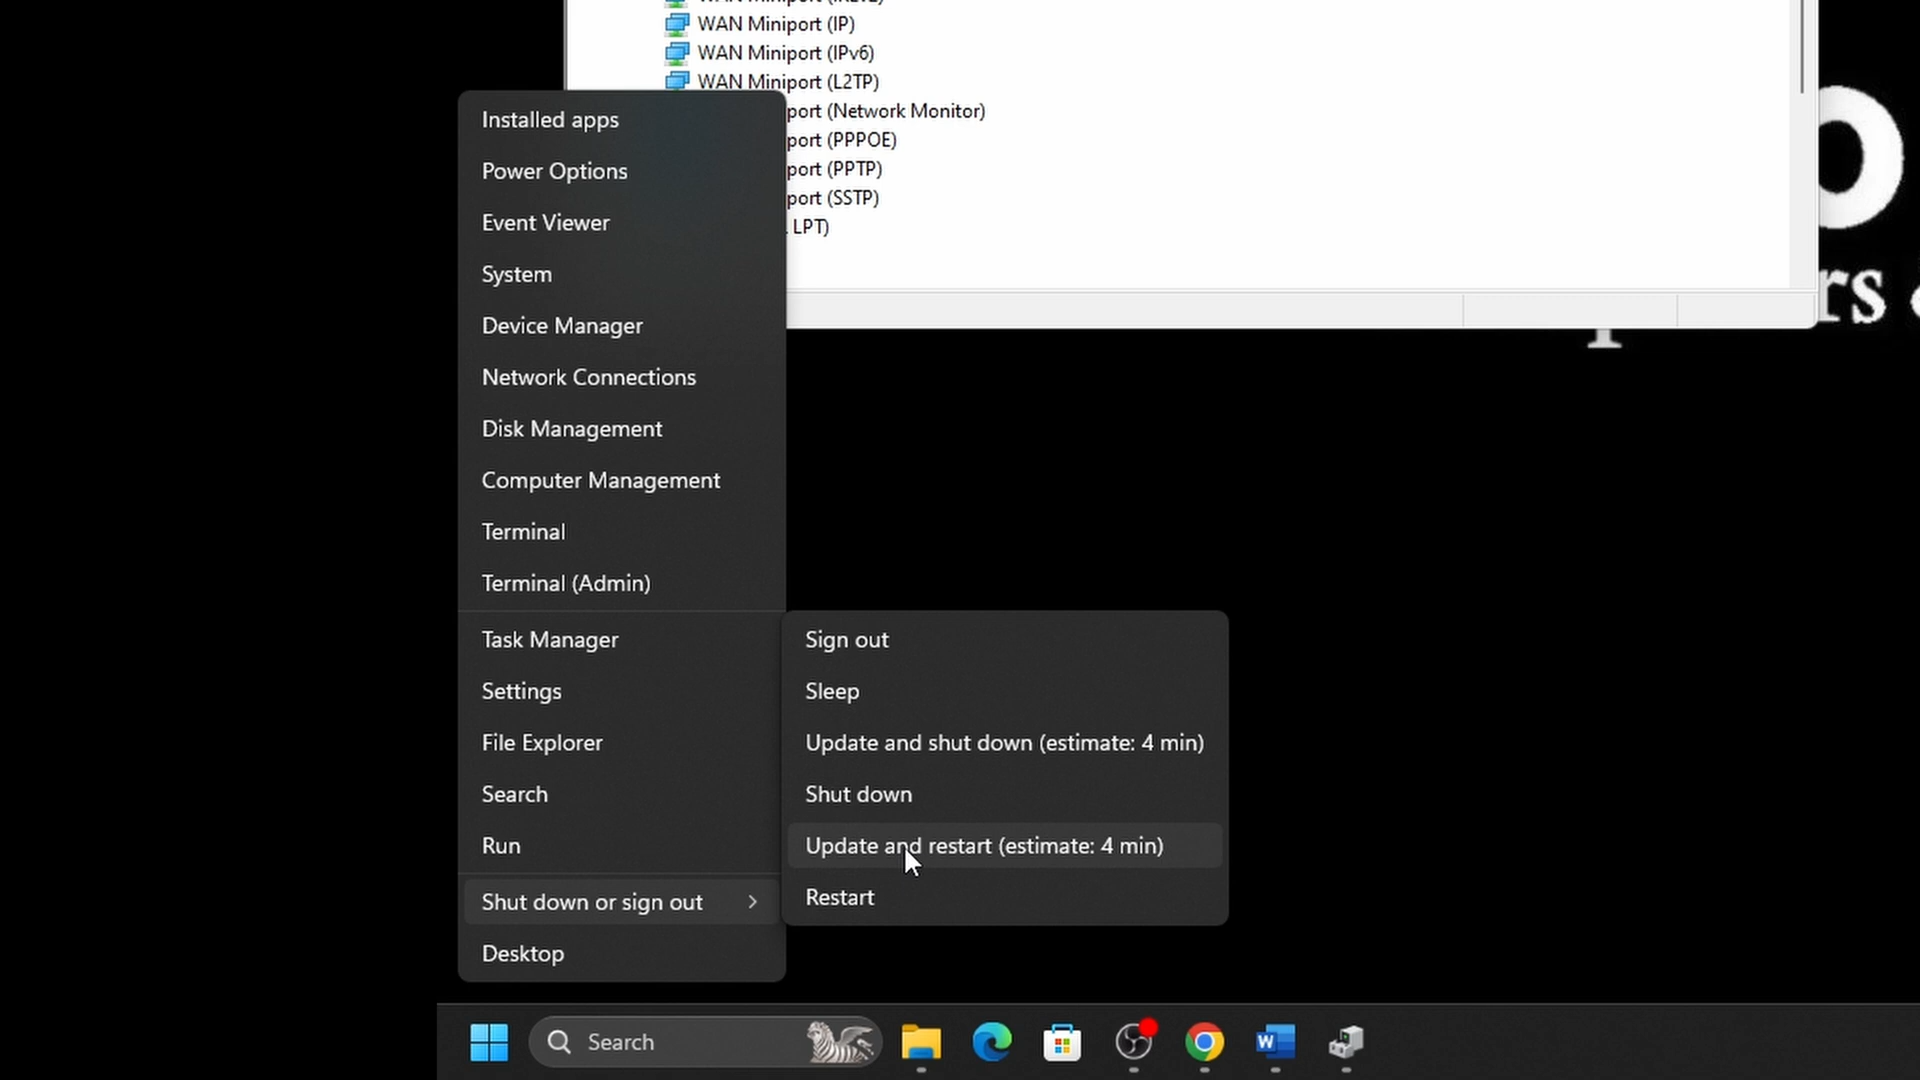 WAN Miniport (IP)
WAN Miniport (IPv6)
WAN Miniport (L2TP)
port (Network Monitor)
port (PPPOE)
port (PPTP)
port (SSTP)
LPT)
Installed apps
Power Options
Event Viewer
System
Device Manager
Network Connections
Disk Management
Computer Management
Terminal
Terminal (Admin)
Task Manager
Settings
File Explorer
Search
Run
Shut down or sign out
Desktop
Sign out
Sleep
Update and shut down (estimate: 4 min)
Shut down
Update and restart (estimate: 4 min)
Restart
Search